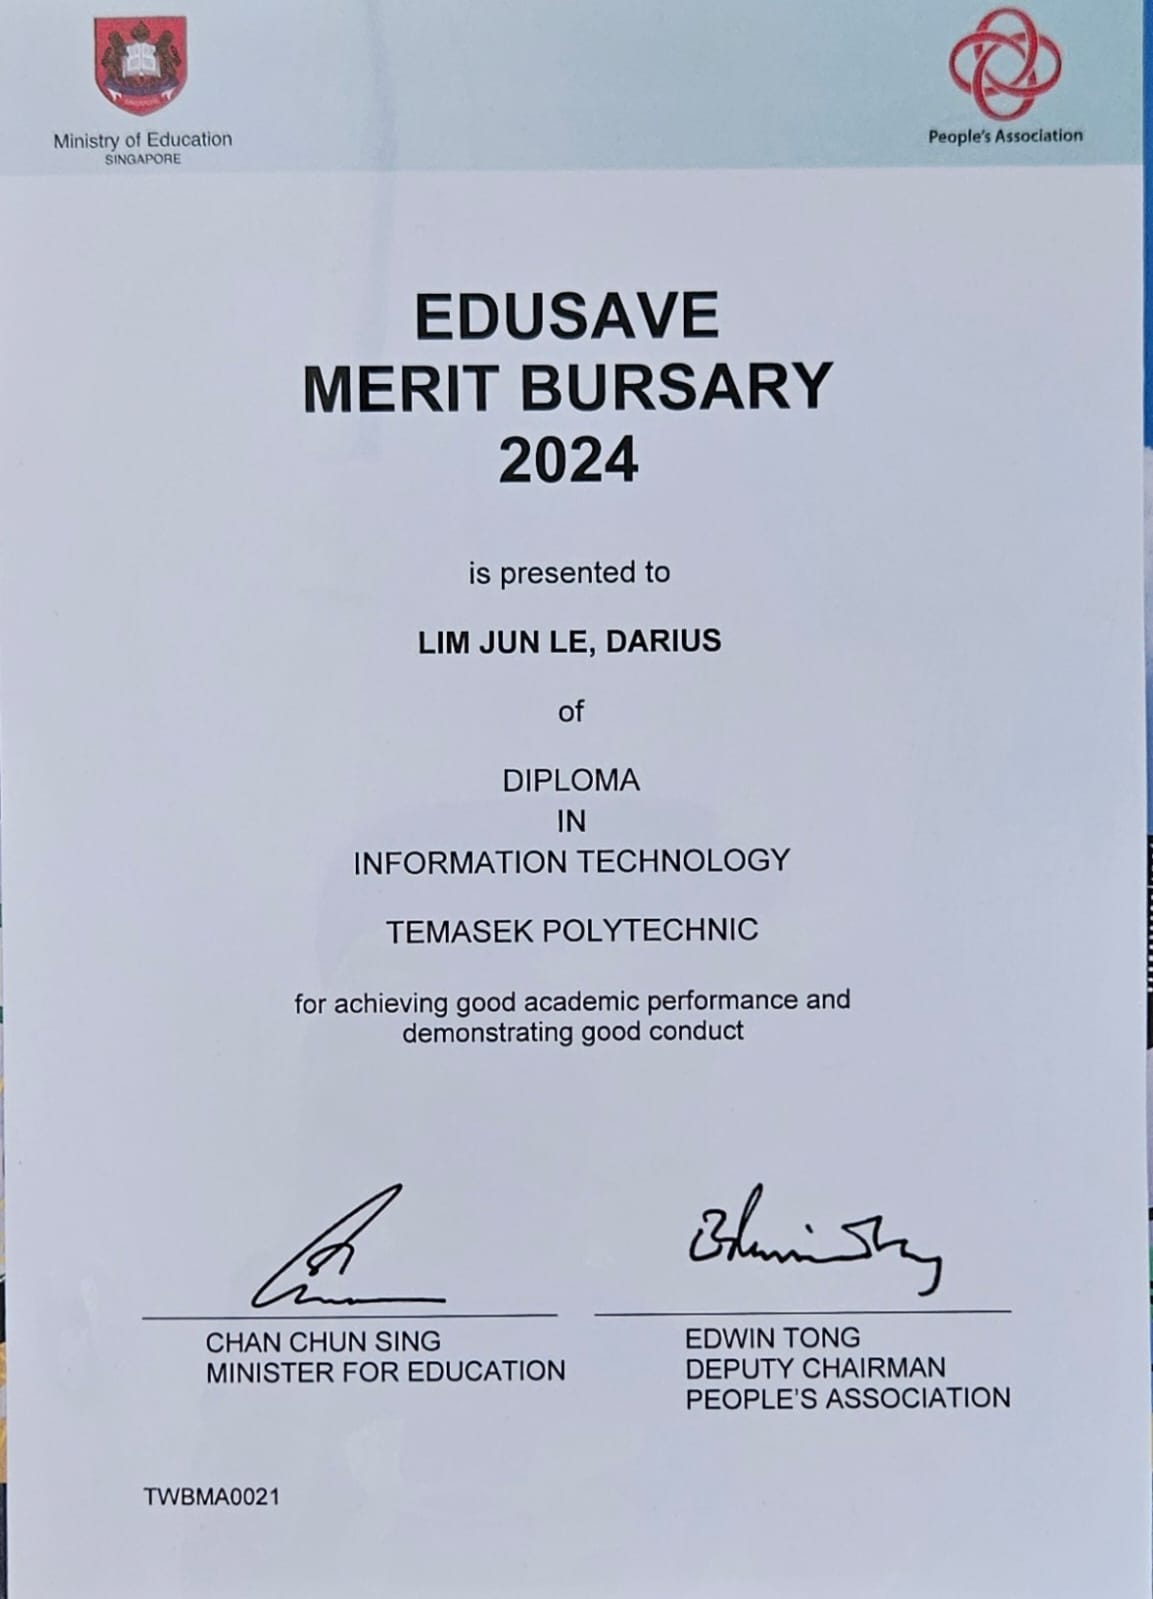 Ministry of Education
SINGAPORE
People's Association
EDUSAVE
MERIT BURSARY
2024
is presented to
LIM JUN LE, DARIUS
of
DIPLOMA
IN
INFORMATION TECHNOLOGY
TEMASEK POLYTECHNIC
for achieving good academic performance and
demonstrating good conduct
CHAN CHUN SING
MINISTER FOR EDUCATION
EDWIN TONG
DEPUTY CHAIRMAN
PEOPLE'S ASSOCIATION
TWBMA0021